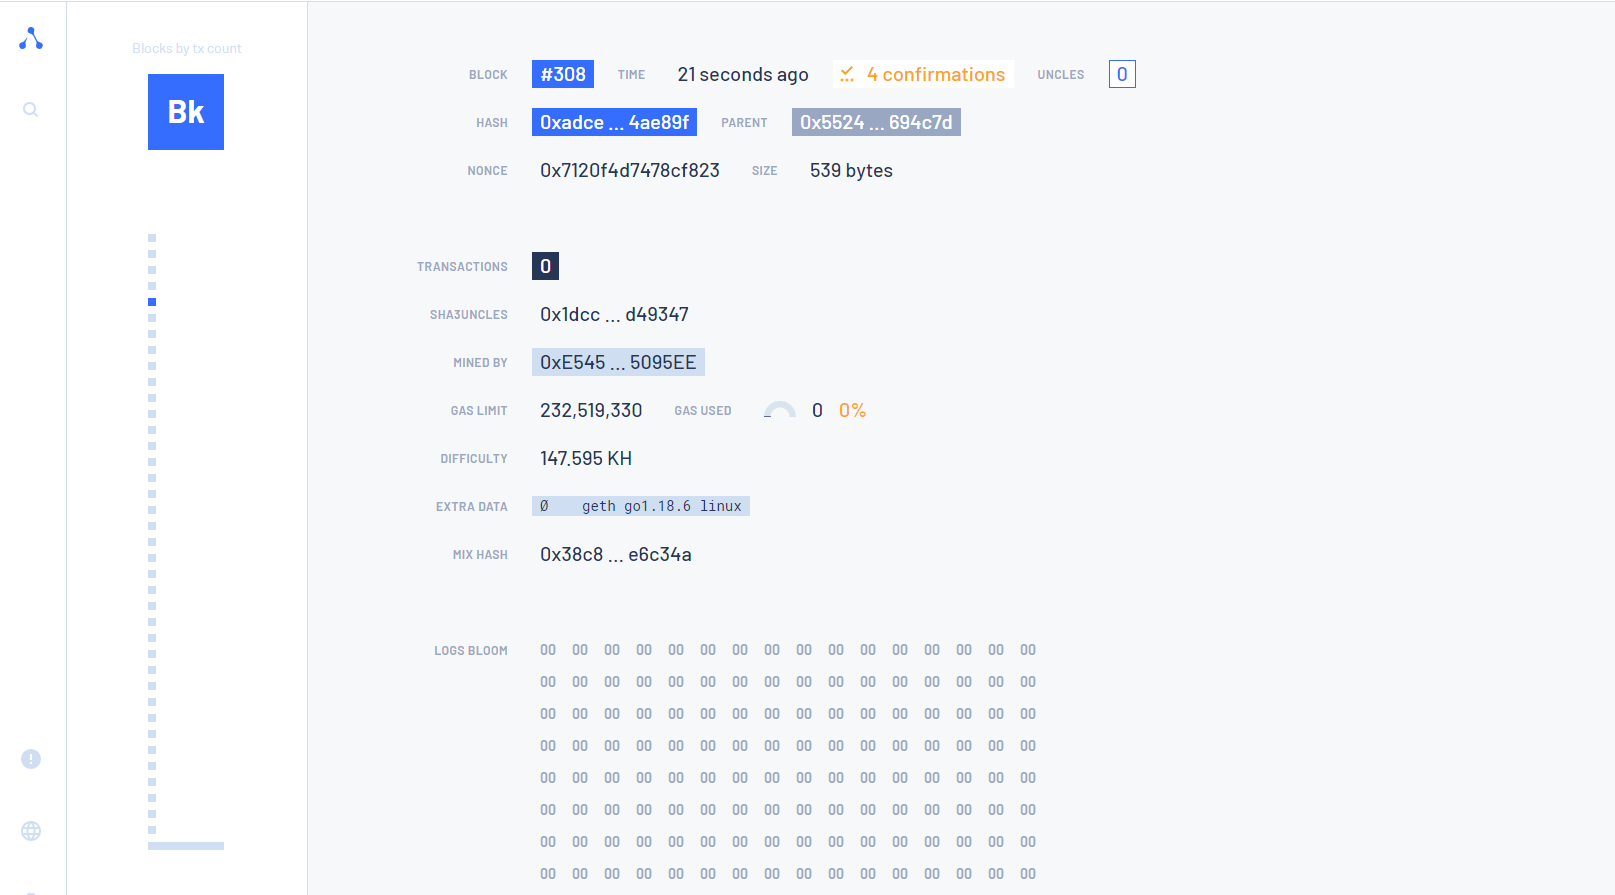 Blocks by tx count
Bk
BLOCK #308 TIME 21 seconds ago 4 confirmations UNCLES 0
HASH 0xadce ... 4ae89f PARENT 0x5524 ... 694c7d
NONCE 0x7120f4d7478cf823 SIZE 539 bytes
TRANSACTIONS 0
SHA3UNCLES 0x1dcc ... d49347
MINED BY 0xE545 ... 5095EE
GAS LIMIT 232,519,330 GAS USED 0 0%
DIFFICULTY 147.595 KH
EXTRA DATA Ø geth go1.18.6 linux
MIX HASH 0x38c8 ... e6c34a
LOGS BLOOM 00 00 00 00 00 00 00 00 00 00 00 00 00 00 00 00
00 00 00 00 00 00 00 00 00 00 00 00 00 00 00 00
00 00 00 00 00 00 00 00 00 00 00 00 00 00 00 00
00 00 00 00 00 00 00 00 00 00 00 00 00 00 00 00
00 00 00 00 00 00 00 00 00 00 00 00 00 00 00 00
00 00 00 00 00 00 00 00 00 00 00 00 00 00 00 00
00 00 00 00 00 00 00 00 00 00 00 00 00 00 00 00
00 00 00 00 00 00 00 00 00 00 00 00 00 00 00 00